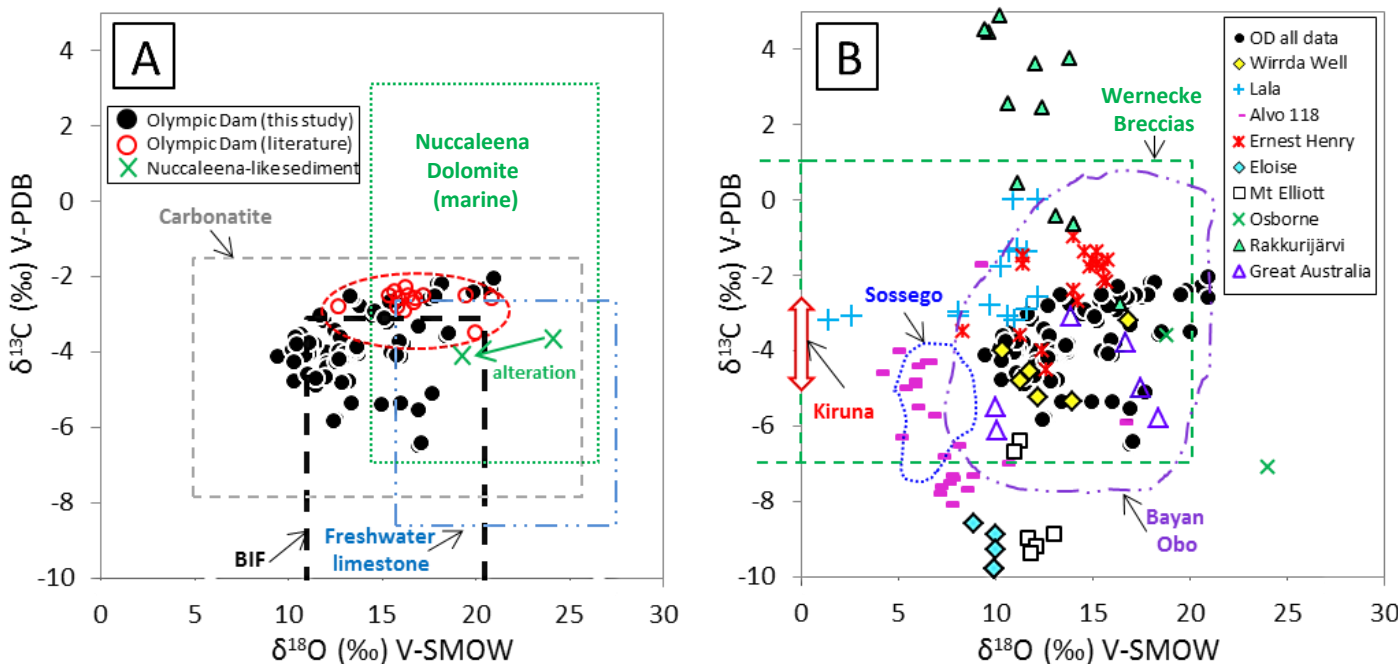 A
Olympic Dam (this study)
Olympic Dam (literature)
Nuccaleena-like sediment
Nuccaleena
Dolomite
(marine)
Carbonatite
alteration
BIF
Freshwater
limestone
4
2
0
-2
-4
-6
-8
-10
0 5 10 15 20 25 30
δ13C (‰) V-PDB
δ18O (‰) V-SMOW
B
OD all data
Wirrda Well
Lala
Alvo 118
Ernest Henry
Eloise
Mt Elliott
Osborne
Rakkurijärvi
Great Australia
Wernecke
Breccias
Sossego
Kiruna
Bayan
Obo
4
2
0
-2
-4
-6
-8
-10
0 5 10 15 20 25 30
δ13C (‰) V-PDB
δ18O (‰) V-SMOW